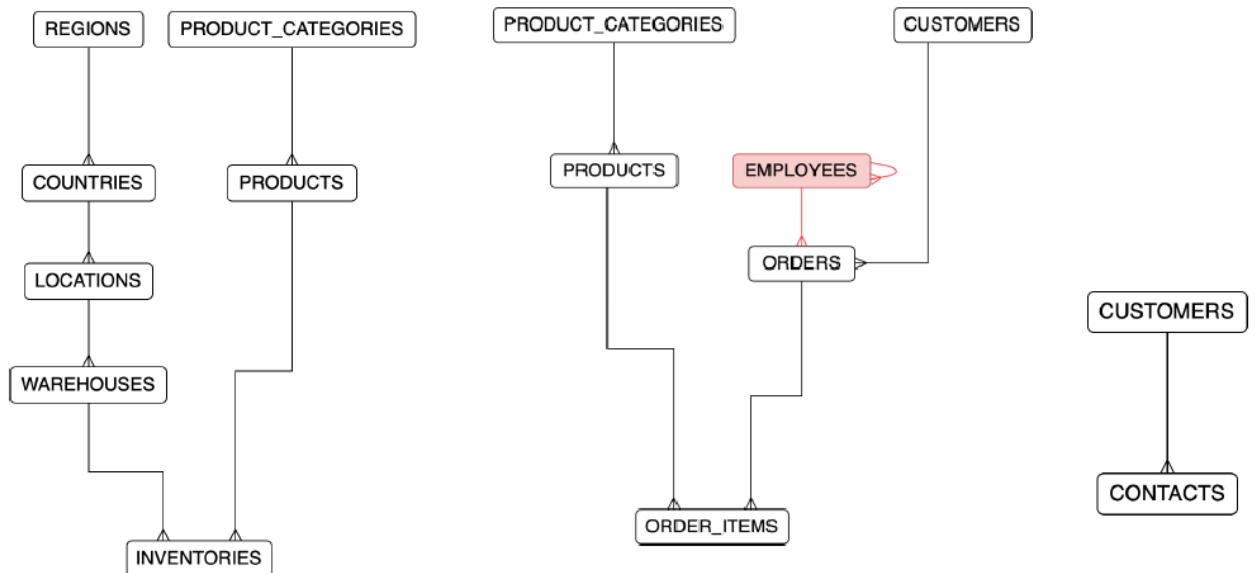 REGIONS
PRODUCT_CATEGORIES
COUNTRIES
PRODUCTS
LOCATIONS
WAREHOUSES
INVENTORIES
PRODUCT_CATEGORIES
CUSTOMERS
PRODUCTS
EMPLOYEES
ORDERS
ORDER_ITEMS
CUSTOMERS
CONTACTS